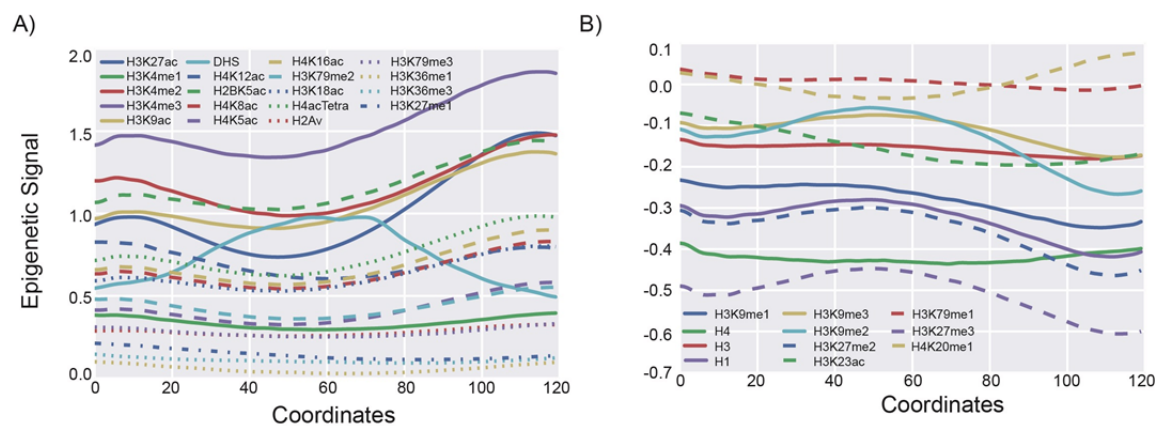 A)
B)
2.0
1.5
1.0
0.5
0.0
Epigenetic Signal
H3K27ac DHS H4K16ac H3K79me3
H3K4me1 H4K12ac H3K79me2 H3K36me1
H3K4me2 H2BK5ac H3K18ac H3K36me3
H3K4me3 H4K8ac H4acTetra H3K27me1
H3K9ac H4K5ac H2Av
0 20 40 60 80 100 120
Coordinates
0.1
0.0
-0.1
-0.2
-0.3
-0.4
-0.5
-0.6
-0.7
H3K9me1 H3K9me3 H3K79me1
H4 H3K9me2 H3K27me3
H3 H3K27me2 H4K20me1
H1 H3K23ac
0 20 40 60 80 100 120
Coordinates